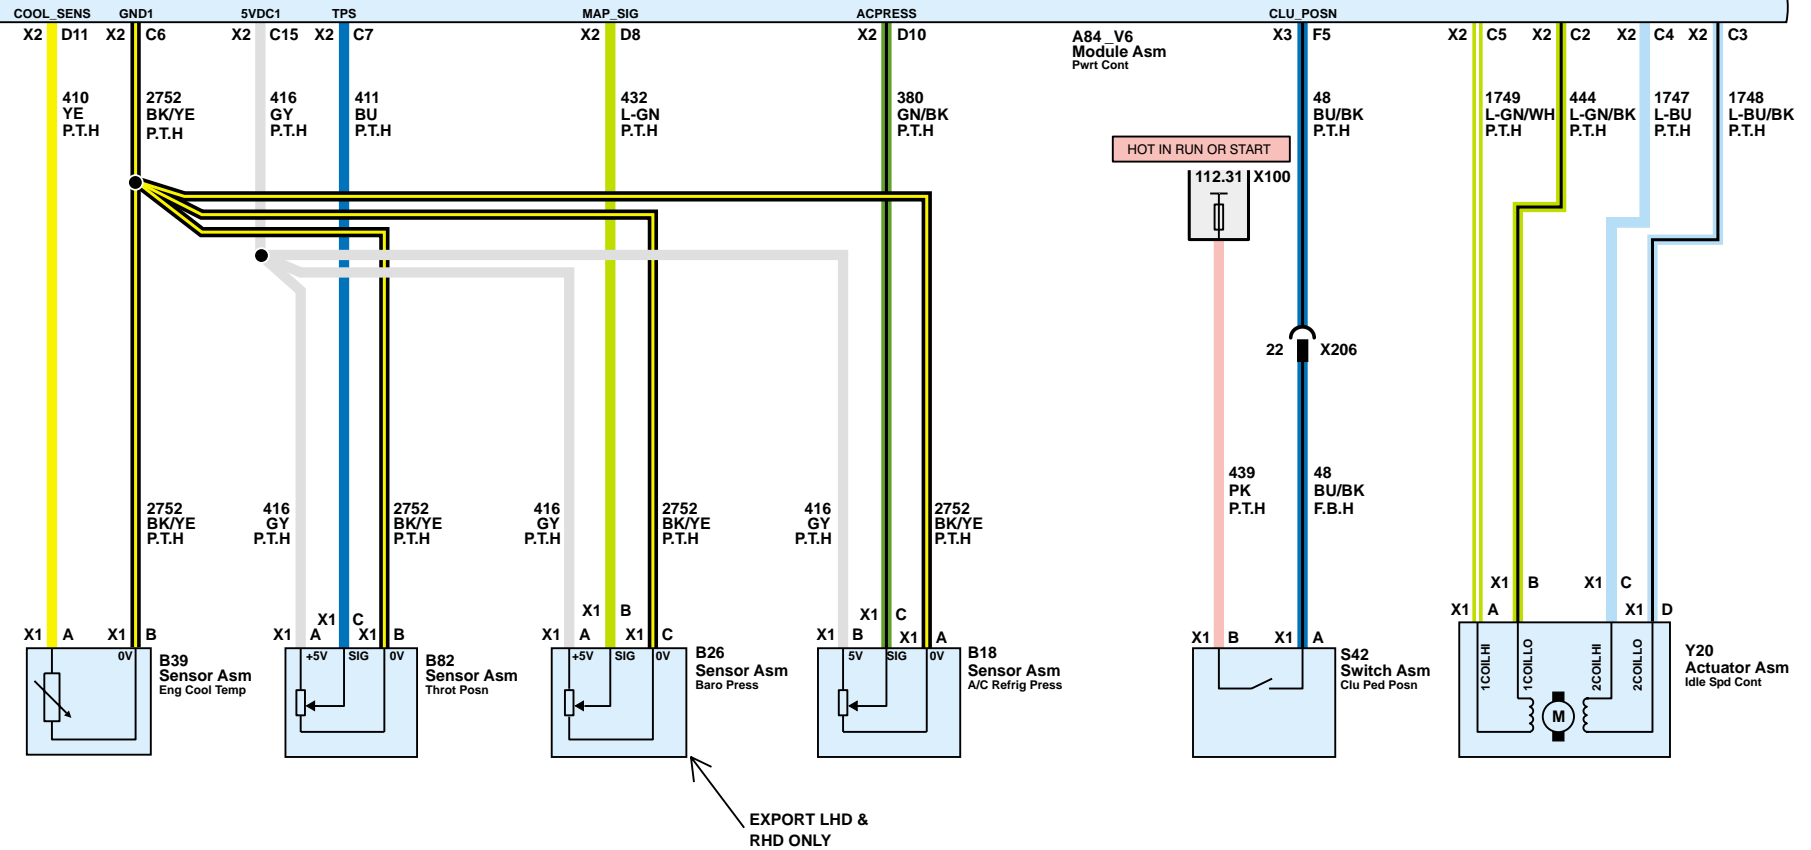 COOL_SENS GND1 5VDC1 TPS MAP_SIG ACPRESS CLU_POSN
X2 D11 X2 C6 X2 C15 X2 C7 X2 D8 X2 D10 X3 F5 X2 C5 X2 C2 X2 C4 X2 C3
A84_V6
Module Asm
Pwrt Cont
410
YE
P.T.H
2752
BK/YE
P.T.H
416
GY
P.T.H
411
BU
P.T.H
432
L-GN
P.T.H
380
GN/BK
P.T.H
48
BU/BK
P.T.H
1749
L-GN/WH
P.T.H
444
L-GN/BK
P.T.H
1747
L-BU
P.T.H
1748
L-BU/BK
P.T.H
HOT IN RUN OR START
112.31 X100
22 X206
2752
BK/YE
P.T.H
416
GY
P.T.H
2752
BK/YE
P.T.H
416
GY
P.T.H
2752
BK/YE
P.T.H
416
GY
P.T.H
2752
BK/YE
P.T.H
439
PK
P.T.H
48
BU/BK
F.B.H
X1 A X1 B
0V
B39
Sensor Asm
Eng Cool Temp
X1 C
X1 A X1 B
+5V SIG 0V
B82
Sensor Asm
Throt Posn
X1 B
X1 A X1 C
+5V SIG 0V
B26
Sensor Asm
Baro Press
X1 C
X1 B X1 A
5V SIG 0V
B18
Sensor Asm
A/C Refrig Press
X1 B X1 A
S42
Switch Asm
Clu Ped Posn
X1 B X1 C
X1 A X1 D
1COILHI
1COILLO
2COILHI
2COILLO
M
Y20
Actuator Asm
Idle Spd Cont
EXPORT LHD &
RHD ONLY